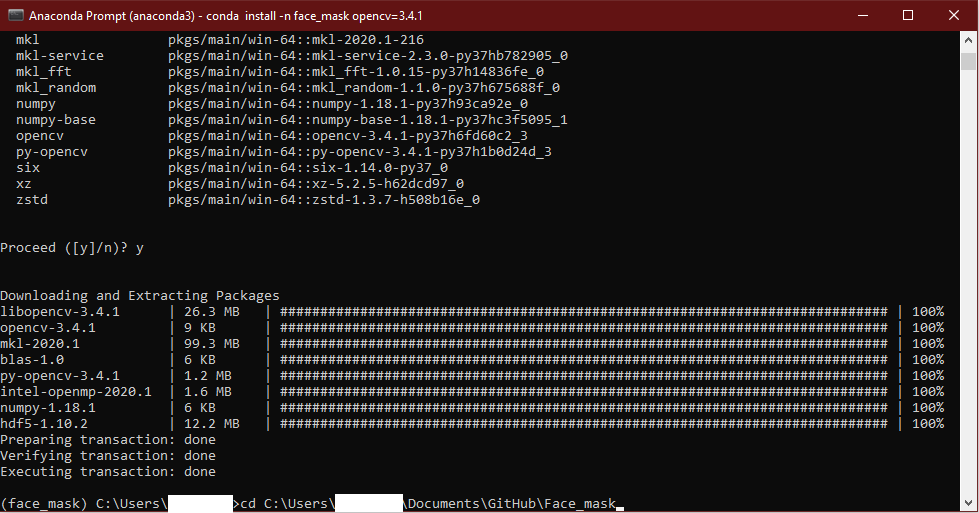 Anaconda Prompt (anaconda3) - conda  install -n face_mask opencv=3.4.1
mkl                pkgs/main/win-64::mkl-2020.1-216
mkl-service        pkgs/main/win-64::mkl-service-2.3.0-py37hb782905_0
mkl_fft            pkgs/main/win-64::mkl_fft-1.0.15-py37h14836fe_0
mkl_random         pkgs/main/win-64::mkl_random-1.1.0-py37h675688f_0
numpy              pkgs/main/win-64::numpy-1.18.1-py37h93ca92e_0
numpy-base         pkgs/main/win-64::numpy-base-1.18.1-py37hc3f5095_1
opencv             pkgs/main/win-64::opencv-3.4.1-py37h6fd60c2_3
py-opencv          pkgs/main/win-64::py-opencv-3.4.1-py37h1b0d24d_3
six                pkgs/main/win-64::six-1.14.0-py37_0
xz                 pkgs/main/win-64::xz-5.2.5-h62dcd97_0
zstd               pkgs/main/win-64::zstd-1.3.7-h508b16e_0
Proceed ([y]/n)? y
Downloading and Extracting Packages
libopencv-3.4.1      | 26.3 MB   | ############################################################################ | 100%
opencv-3.4.1         | 9 KB      | ############################################################################ | 100%
mkl-2020.1           | 99.3 MB   | ############################################################################ | 100%
blas-1.0             | 6 KB      | ############################################################################ | 100%
py-opencv-3.4.1      | 1.2 MB    | ############################################################################ | 100%
intel-openmp-2020.1  | 1.6 MB    | ############################################################################ | 100%
numpy-1.18.1         | 6 KB      | ############################################################################ | 100%
hdf5-1.10.2          | 12.2 MB   | ############################################################################ | 100%
Preparing transaction: done
Verifying transaction: done
Executing transaction: done
(face_mask) C:\Users\        >cd C:\Users\        \Documents\GitHub\Face_mask_